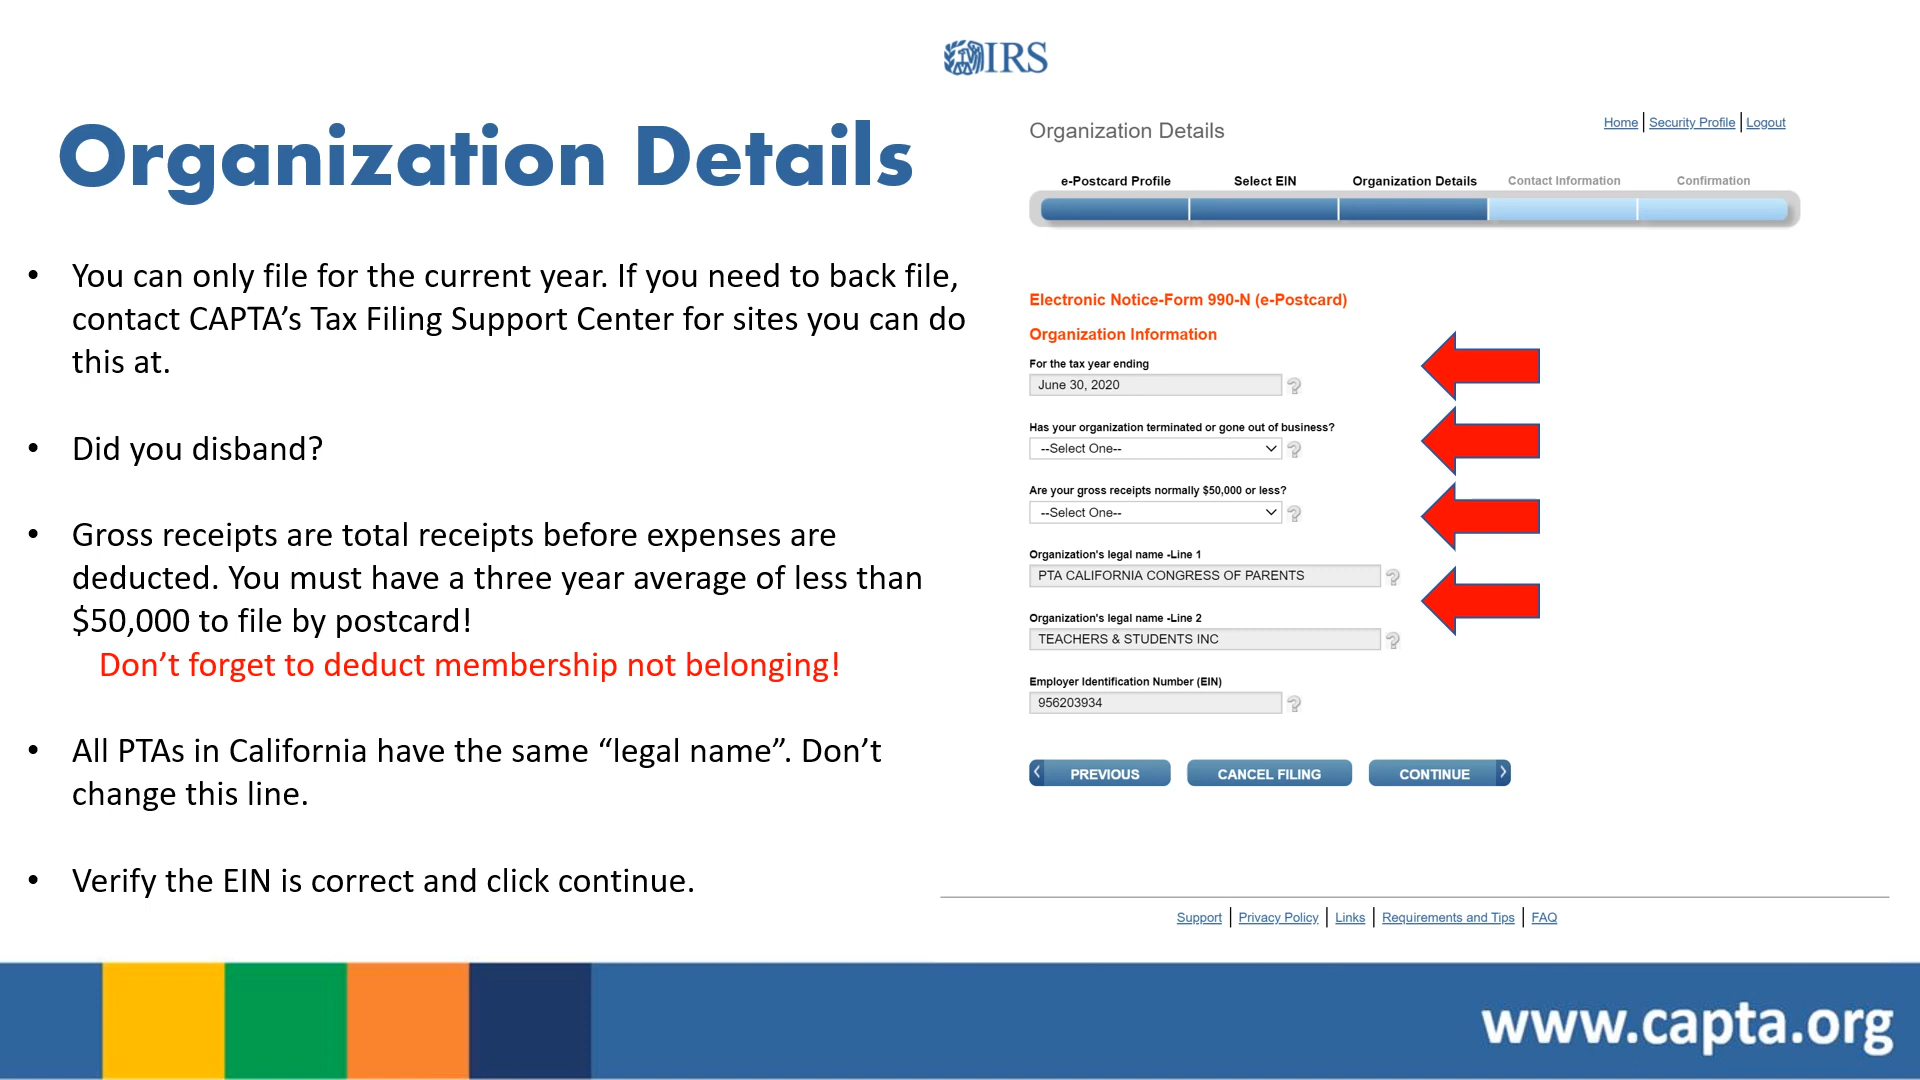 IRS
Organization Details
• You can only file for the current year. If you need to back file,
contact CAPTA’s Tax Filing Support Center for sites you can do
this at.
• Did you disband?
• Gross receipts are total receipts before expenses are
deducted. You must have a three year average of less than
$50,000 to file by postcard!
Don’t forget to deduct membership not belonging!
• All PTAs in California have the same “legal name”. Don’t
change this line.
• Verify the EIN is correct and click continue.
Organization Details
Home Security Profile Logout
e-Postcard Profile Select EIN Organization Details Contact Information Confirmation
Electronic Notice-Form 990-N (e-Postcard)
Organization Information
For the tax year ending
June 30, 2020 ?
Has your organization terminated or gone out of business?
--Select One-- ?
Are your gross receipts normally $50,000 or less?
--Select One-- ?
Organization's legal name -Line 1
PTA CALIFORNIA CONGRESS OF PARENTS ?
Organization's legal name -Line 2
TEACHERS & STUDENTS INC ?
Employer Identification Number (EIN)
956203934 ?
PREVIOUS CANCEL FILING CONTINUE
Support Privacy Policy Links Requirements and Tips FAQ
www.capta.org